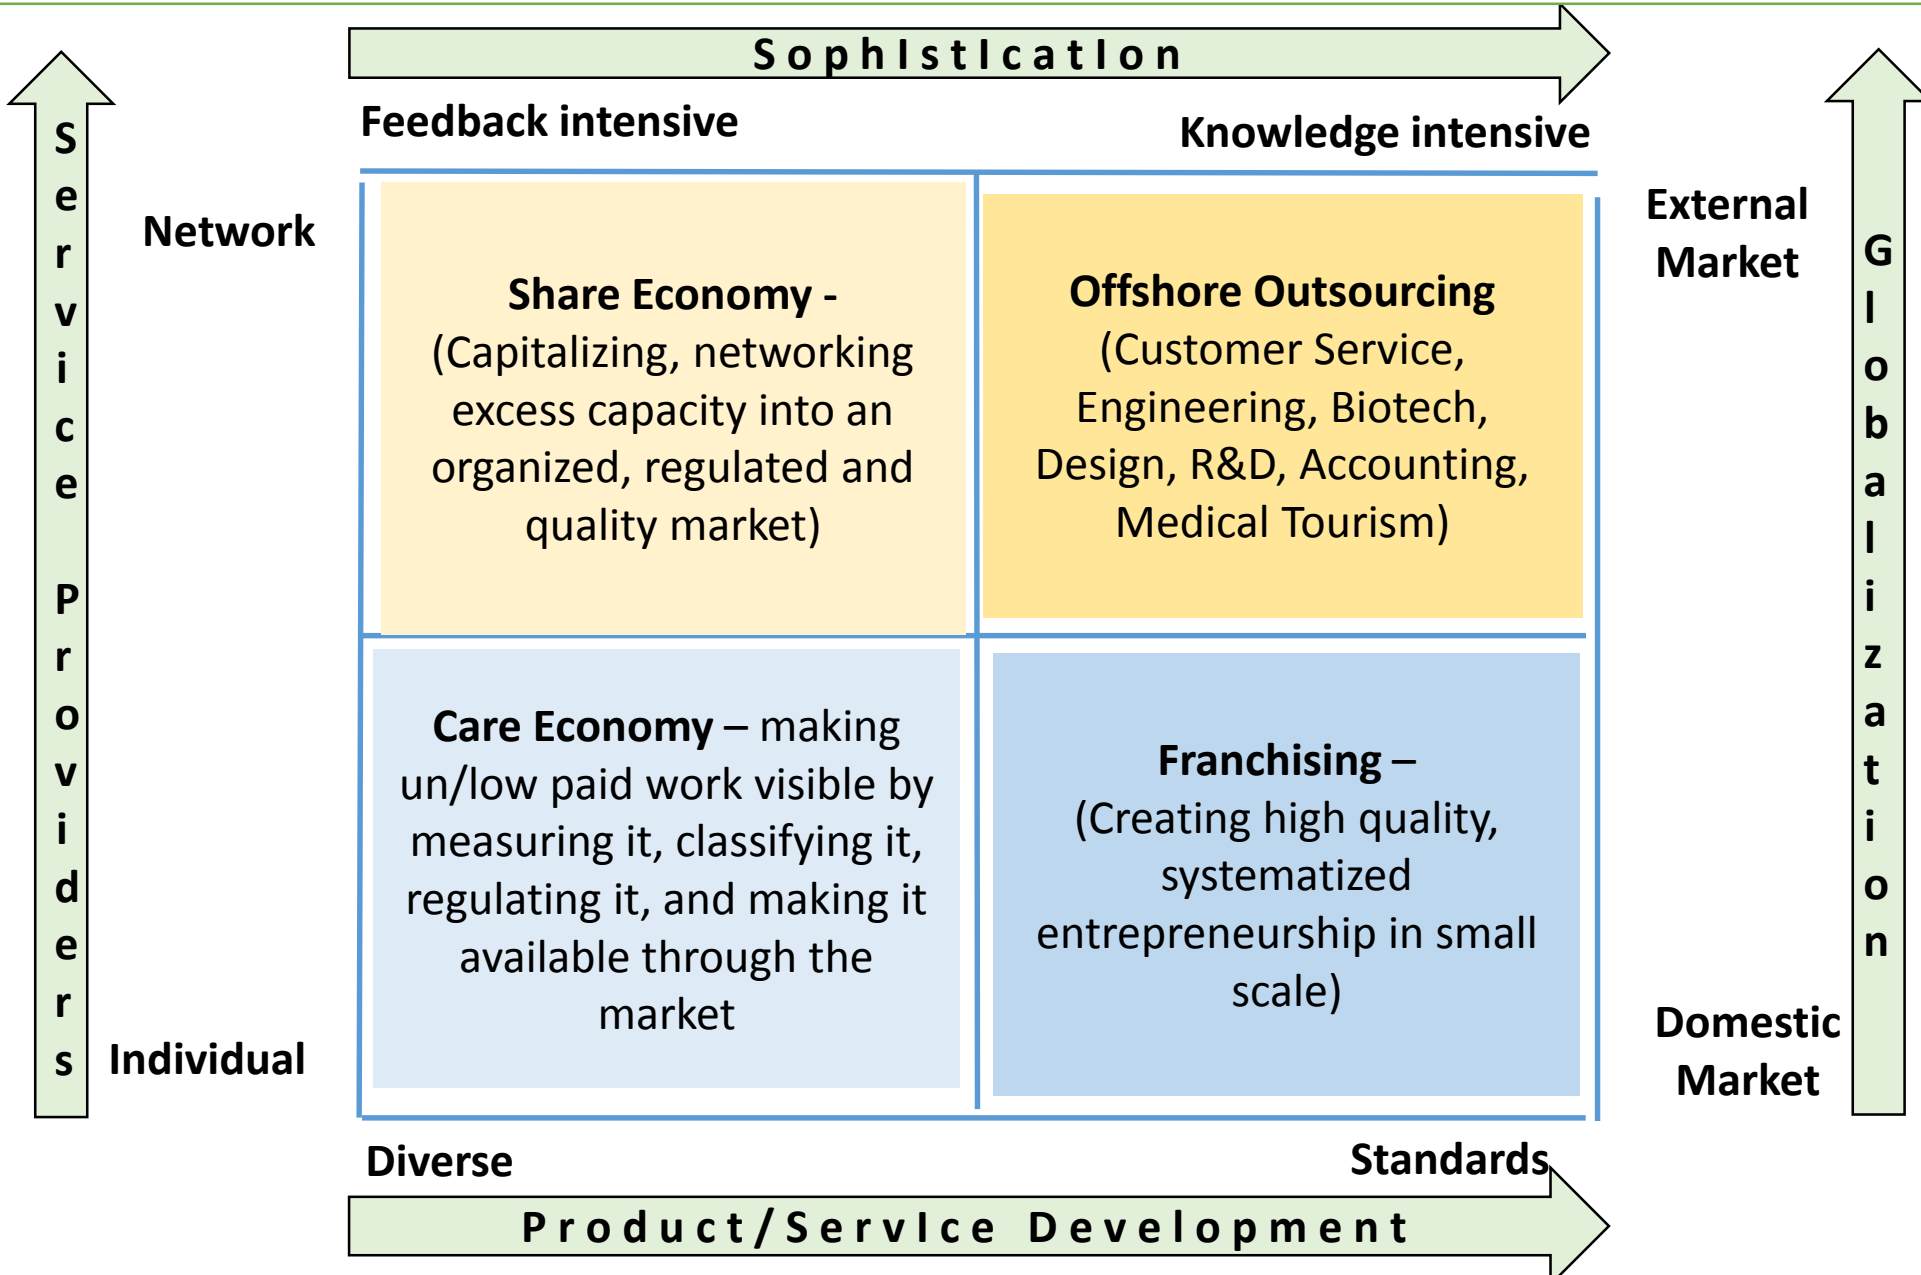 SophIstIcatIon
Feedback intensive
Knowledge intensive
Service Providers
Network
External
Market
Globalization
Share Economy -
(Capitalizing, networking
excess capacity into an
organized, regulated and
quality market)
Offshore Outsourcing
(Customer Service,
Engineering, Biotech,
Design, R&D, Accounting,
Medical Tourism)
Care Economy – making
un/low paid work visible by
measuring it, classifying it,
regulating it, and making it
available through the
market
Franchising –
(Creating high quality,
systematized
entrepreneurship in small
scale)
Individual
Domestic
Market
Diverse
Standards
Product/ServIce Development